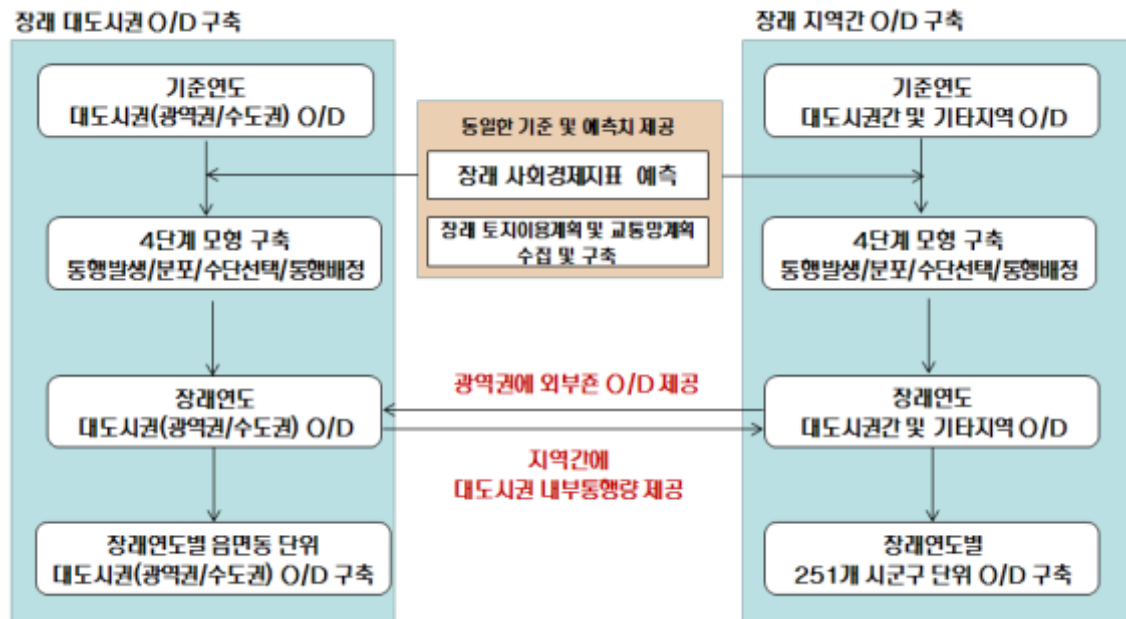 장래 대도시권 O/D 구축
기준연도
대도시권(광역권/수도권) O/D
4단계 모형 구축
통행발생/분포/수단선택/통행배정
장래연도
대도시권(광역권/수도권) O/D
장래연도별 읍면동 단위
대도시권(광역권/수도권) O/D 구축
동일한 기준 및 예측치 제공
장래 사회경제지표 예측
장래 토지이용계획 및 교통망계획
수집 및 구축
광역권에 외부존 O/D 제공
지역간에
대도시권 내부통행량 제공
장래 지역간 O/D 구축
기준연도
대도시권간 및 기타지역 O/D
4단계 모형 구축
통행발생/분포/수단선택/통행배정
장래연도
대도시권간 및 기타지역 O/D
장래연도별
251개 시군구 단위 O/D 구축